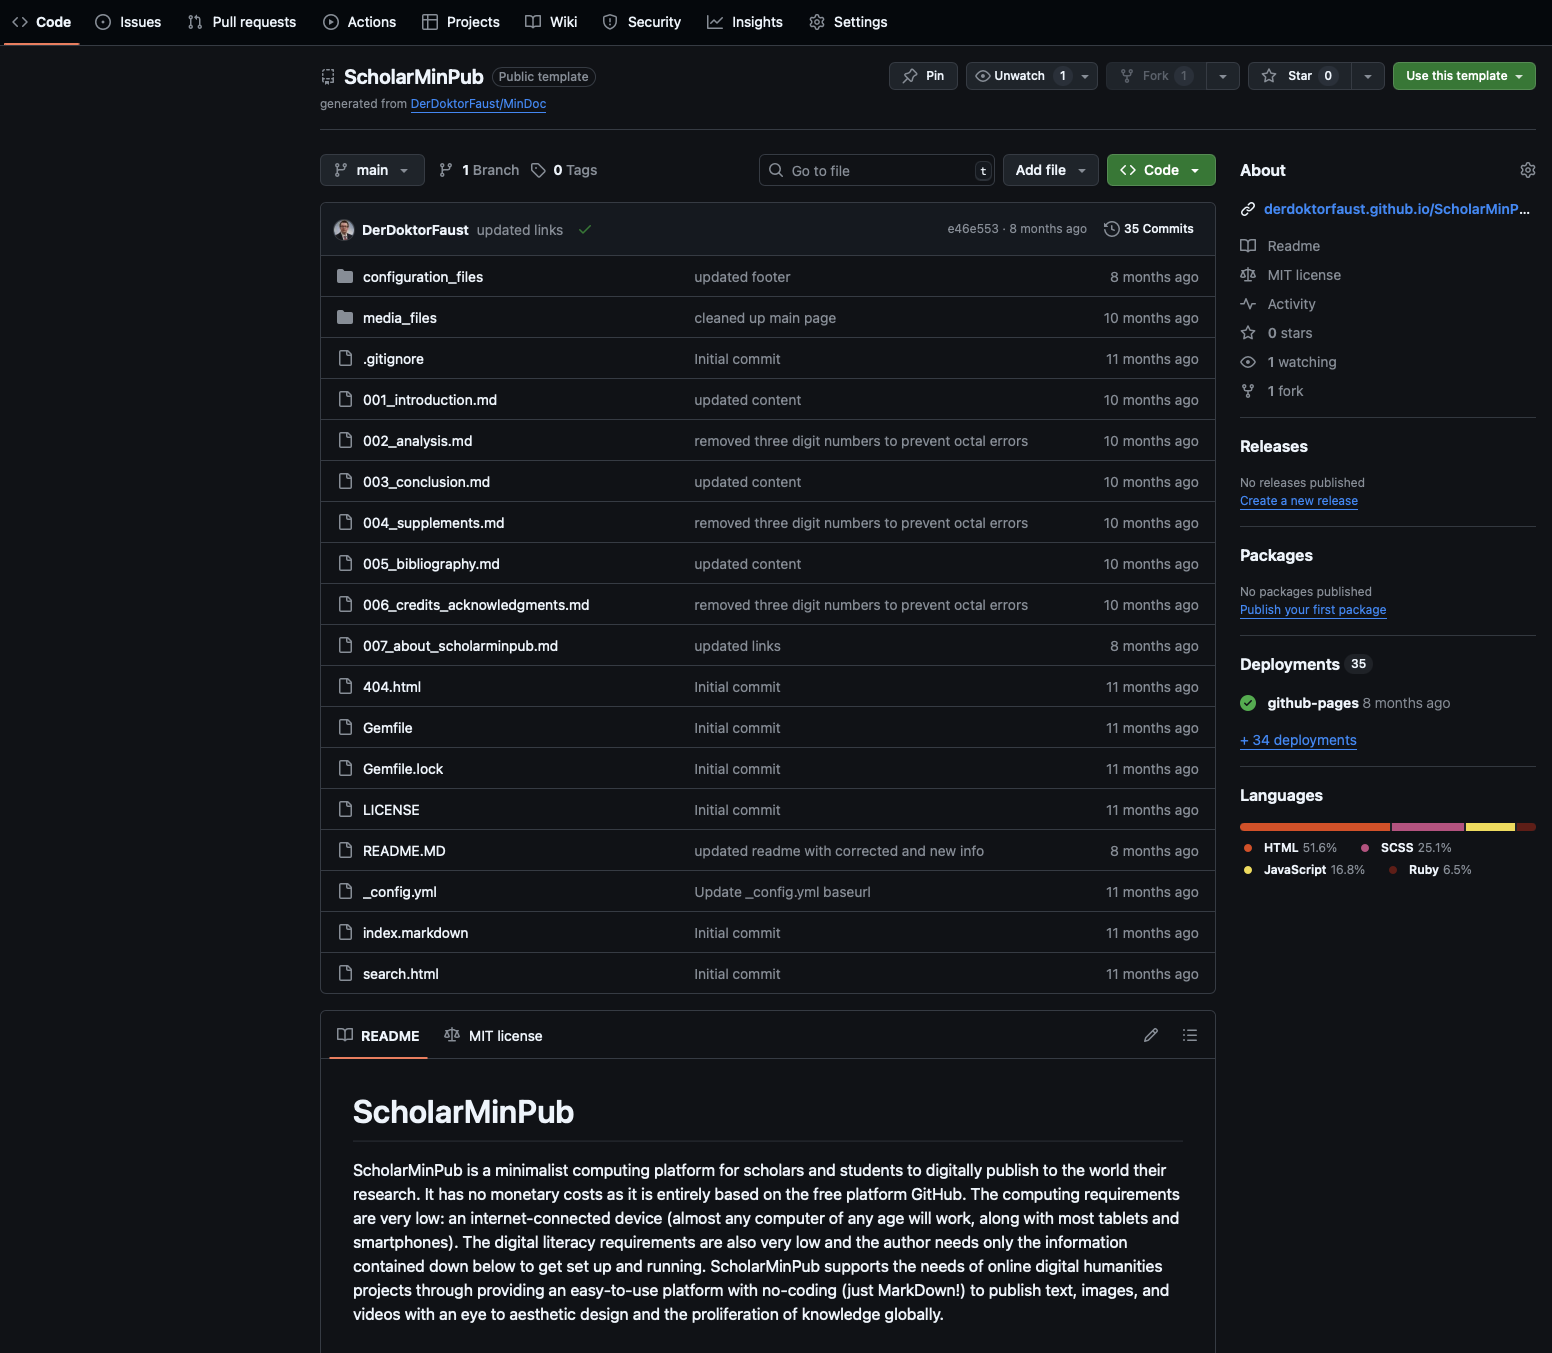 Code Issues Pull requests Actions Projects Wiki Security Insights Settings
ScholarMinPub Public template Pin Unwatch 1 Fork 1 Star 0 Use this template
generated from DerDoktorFaust/MinDoc
main 1 Branch 0 Tags Go to file t Add file Code
DerDoktorFaust updated links e46e553 · 8 months ago 35 Commits
configuration_files updated footer 8 months ago
media_files cleaned up main page 10 months ago
.gitignore Initial commit 11 months ago
001_introduction.md updated content 10 months ago
002_analysis.md removed three digit numbers to prevent octal errors 10 months ago
003_conclusion.md updated content 10 months ago
004_supplements.md removed three digit numbers to prevent octal errors 10 months ago
005_bibliography.md updated content 10 months ago
006_credits_acknowledgments.md removed three digit numbers to prevent octal errors 10 months ago
007_about_scholarminpub.md updated links 8 months ago
404.html Initial commit 11 months ago
Gemfile Initial commit 11 months ago
Gemfile.lock Initial commit 11 months ago
LICENSE Initial commit 11 months ago
README.MD updated readme with corrected and new info 8 months ago
_config.yml Update _config.yml baseurl 11 months ago
index.markdown Initial commit 11 months ago
search.html Initial commit 11 months ago
README MIT license
ScholarMinPub
ScholarMinPub is a minimalist computing platform for scholars and students to digitally publish to the world their
research. It has no monetary costs as it is entirely based on the free platform GitHub. The computing requirements
are very low: an internet-connected device (almost any computer of any age will work, along with most tablets and
smartphones). The digital literacy requirements are also very low and the author needs only the information
contained down below to get set up and running. ScholarMinPub supports the needs of online digital humanities
projects through providing an easy-to-use platform with no-coding (just MarkDown!) to publish text, images, and
videos with an eye to aesthetic design and the proliferation of knowledge globally.
About
derdoktorfaust.github.io/ScholarMinP...
Readme
MIT license
Activity
0 stars
1 watching
1 fork
Releases
No releases published
Create a new release
Packages
No packages published
Publish your first package
Deployments 35
github-pages 8 months ago
+ 34 deployments
Languages
HTML 51.6% SCSS 25.1%
JavaScript 16.8% Ruby 6.5%